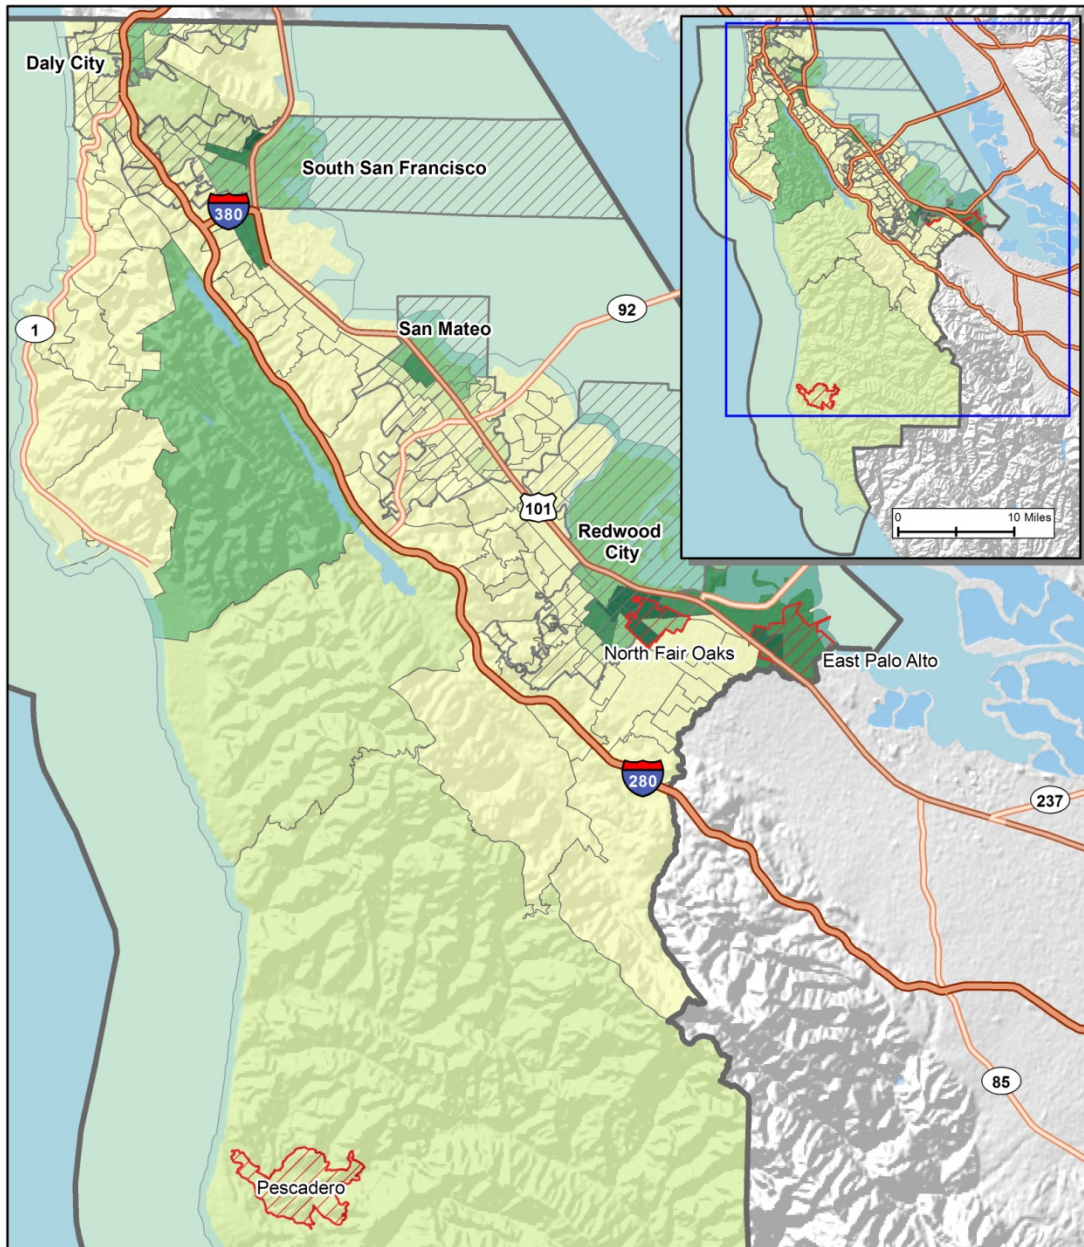 Daly City
South San Francisco
380
San Mateo
92
1
0 10 Miles
101
Redwood
City
North Fair Oaks
East Palo Alto
280
237
85
Pescadero